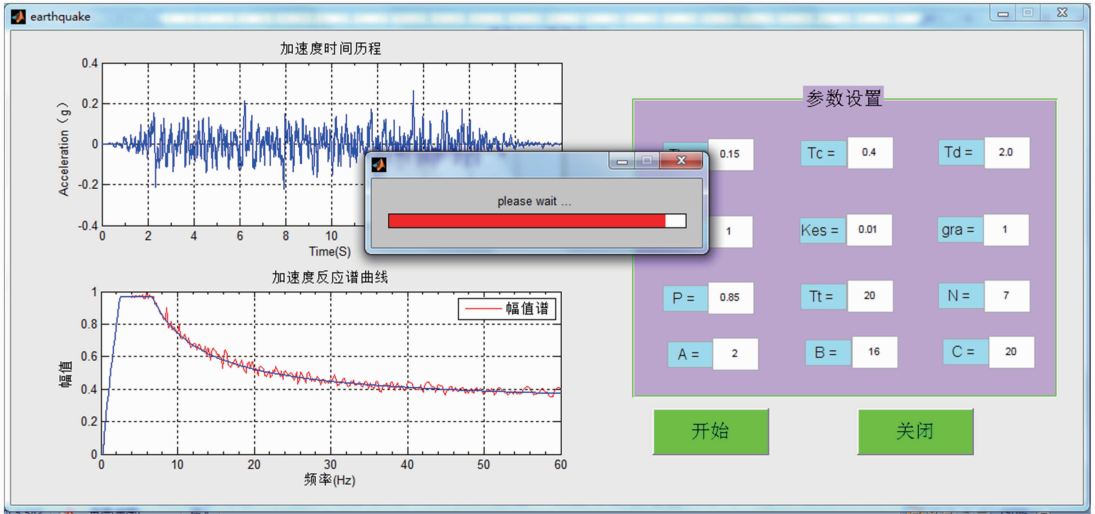 earthquake
加速度时间历程
Acceleration（g）
0.4
0.2
0
-0.2
-0.4
0 2 4 6 8 10
Time(S)
加速度反应谱曲线
幅值
1
0.8
0.6
0.4
0.2
0
幅值谱
0 10 20 30 40 50 60
频率(Hz)
please wait ...
参数设置
0.15 Tc = 0.4 Td = 2.0
1 Kes = 0.01 gra = 1
P = 0.85 Tt = 20 N = 7
A = 2 B = 16 C = 20
开始 关闭